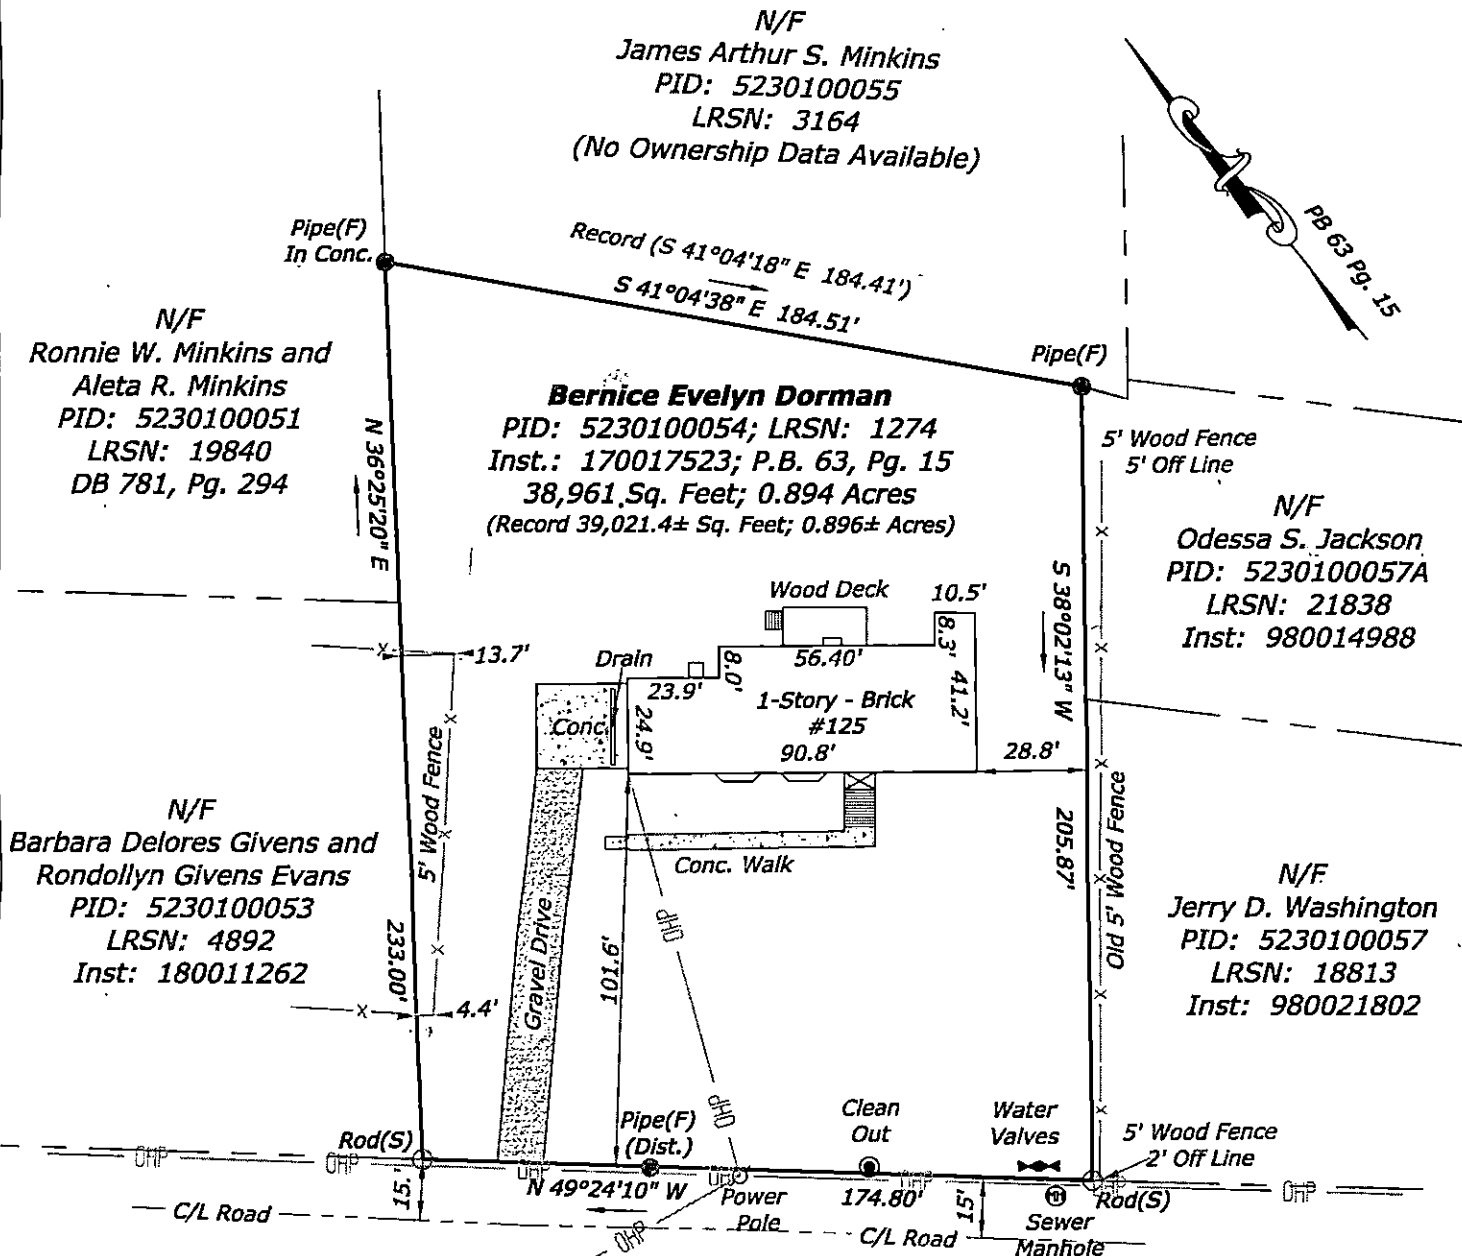 N/F
James Arthur S. Minkins
PID: 5230100055
LRSN: 3164
(No Ownership Data Available)
PB 63 Pg. 15
Pipe(F)
In Conc.
Record (S 41°04'18" E 184.41')
S 41°04'38" E 184.51'
Pipe(F)
N/F
Ronnie W. Minkins and
Aleta R. Minkins
PID: 5230100051
LRSN: 19840
DB 781, Pg. 294
N 36°25'20" E
Bernice Evelyn Dorman
PID: 5230100054; LRSN: 1274
Inst.: 170017523; P.B. 63, Pg. 15
38,961 Sq. Feet; 0.894 Acres
(Record 39,021.4± Sq. Feet; 0.896± Acres)
5' Wood Fence
5' Off Line
N/F
Odessa S. Jackson
PID: 5230100057A
LRSN: 21838
Inst: 980014988
S 38°02'13" W
Wood Deck
10.5'
8.3'
13.7'
Drain
23.9'
8.0'
56.40'
41.2'
1-Story - Brick
#125
90.8'
Conc.
24.9'
28.8'
5' Wood Fence
205.87'
Old 5' Wood Fence
Conc. Walk
N/F
Barbara Delores Givens and
Rondollyn Givens Evans
PID: 5230100053
LRSN: 4892
Inst: 180011262
233.00'
4.4'
Gravel Drive
101.6'
OHP
OHP
N/F
Jerry D. Washington
PID: 5230100057
LRSN: 18813
Inst: 980021802
Rod(S)
Pipe(F)
(Dist.)
Clean
Out
Water
Valves
5' Wood Fence
2' Off Line
OHP
OHP
OHP
OHP
OHP
OHP
OHP
15.'
N 49°24'10" W
Power
Pole
174.80'
15'
MH
Rod(S)
Sewer
Manhole
C/L Road
OHP
C/L Road